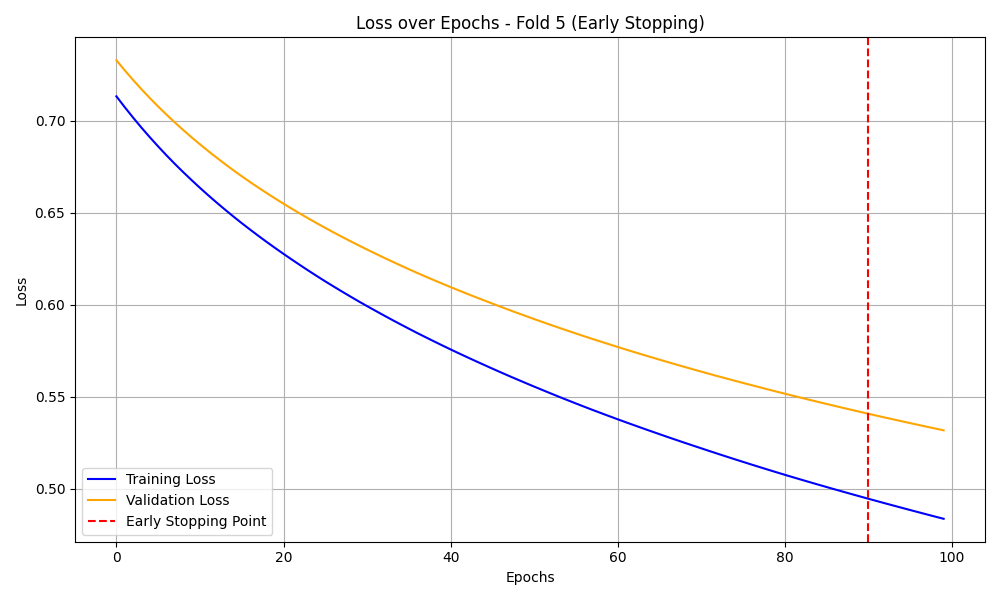 Loss over Epochs - Fold 5 (Early Stopping)
Loss
0.70
0.65
0.60
0.55
0.50
Training Loss
Validation Loss
Early Stopping Point
0 20 40 60 80 100
Epochs